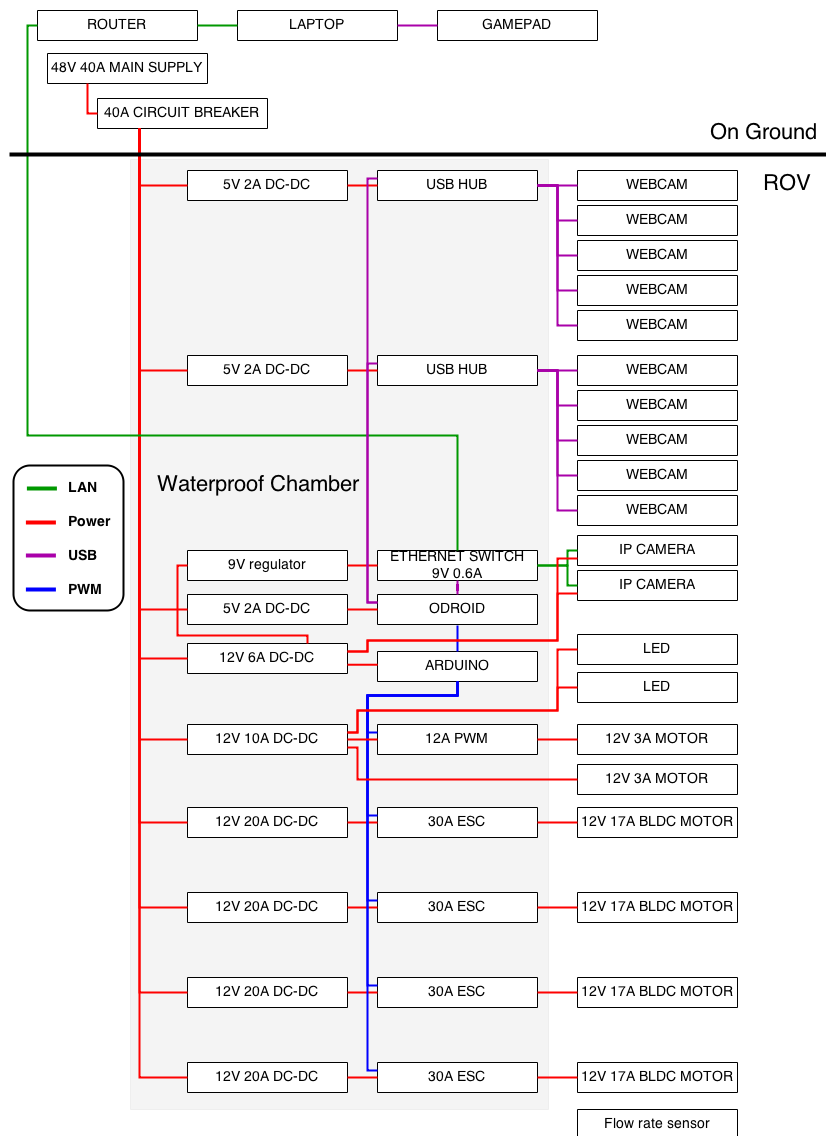 ROUTER
LAPTOP
GAMEPAD
48V 40A MAIN SUPPLY
40A CIRCUIT BREAKER
On Ground
ROV
5V 2A DC-DC
USB HUB
WEBCAM
WEBCAM
WEBCAM
WEBCAM
WEBCAM
5V 2A DC-DC
USB HUB
WEBCAM
WEBCAM
WEBCAM
WEBCAM
WEBCAM
Waterproof Chamber
LAN
Power
USB
PWM
9V regulator
ETHERNET SWITCH
9V 0.6A
IP CAMERA
IP CAMERA
5V 2A DC-DC
ODROID
12V 6A DC-DC
ARDUINO
LED
LED
12V 10A DC-DC
12A PWM
12V 3A MOTOR
12V 3A MOTOR
12V 20A DC-DC
30A ESC
12V 17A BLDC MOTOR
12V 20A DC-DC
30A ESC
12V 17A BLDC MOTOR
12V 20A DC-DC
30A ESC
12V 17A BLDC MOTOR
12V 20A DC-DC
30A ESC
12V 17A BLDC MOTOR
Flow rate sensor